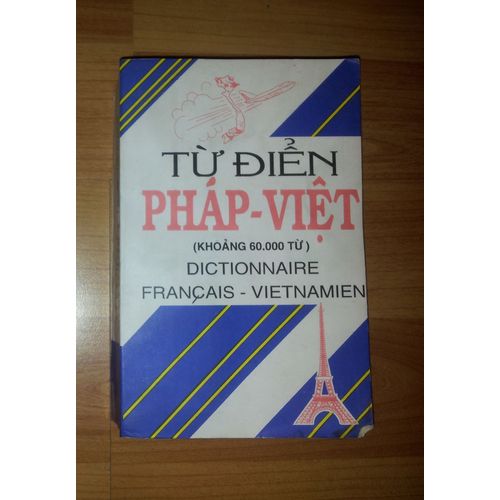 TỪ ĐIỂN
PHÁP-VIỆT
(KHOẢNG 60.000 TỪ)
DICTIONNAIRE
FRANÇAIS - VIETNAMIEN